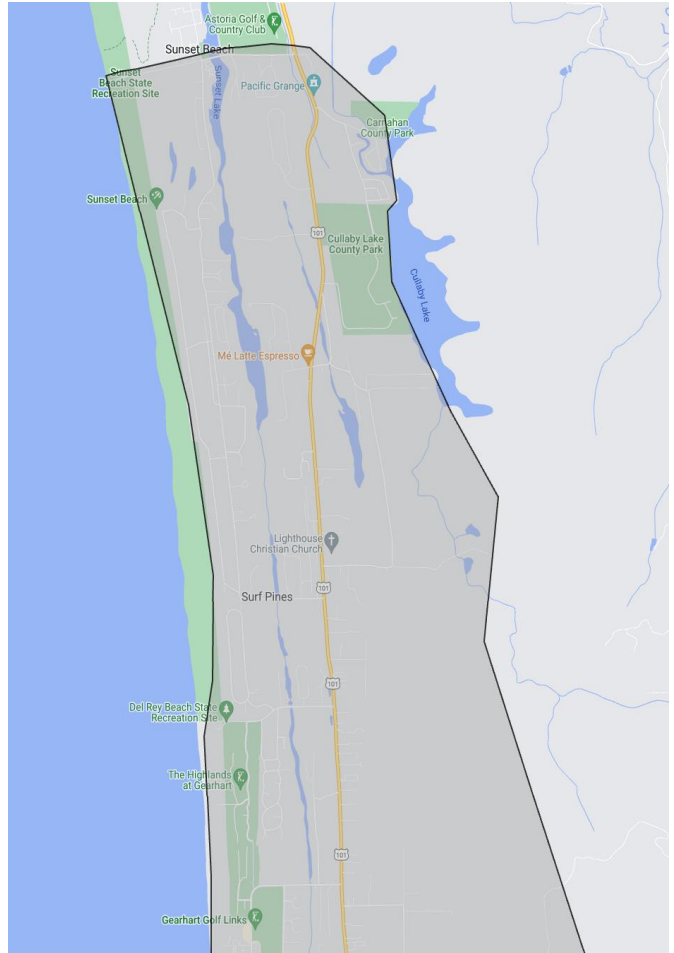 Astoria Golf &
Country Club
Sunset Beach
Sunset
Beach State
Recreation Site
Sunset Lake
Pacific Grange
Carnahan
County Park
Sunset Beach
101
Cullaby Lake
County Park
Cullaby Lake
Mé Latte Espresso
Lighthouse
Christian Church
101
Surf Pines
101
Del Rey Beach State
Recreation Site
The Highlands
at Gearhart
101
Gearhart Golf Links